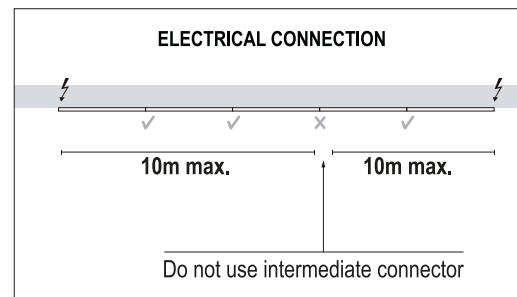 ELECTRICAL CONNECTION
10m max. 10m max.
Do not use intermediate connector